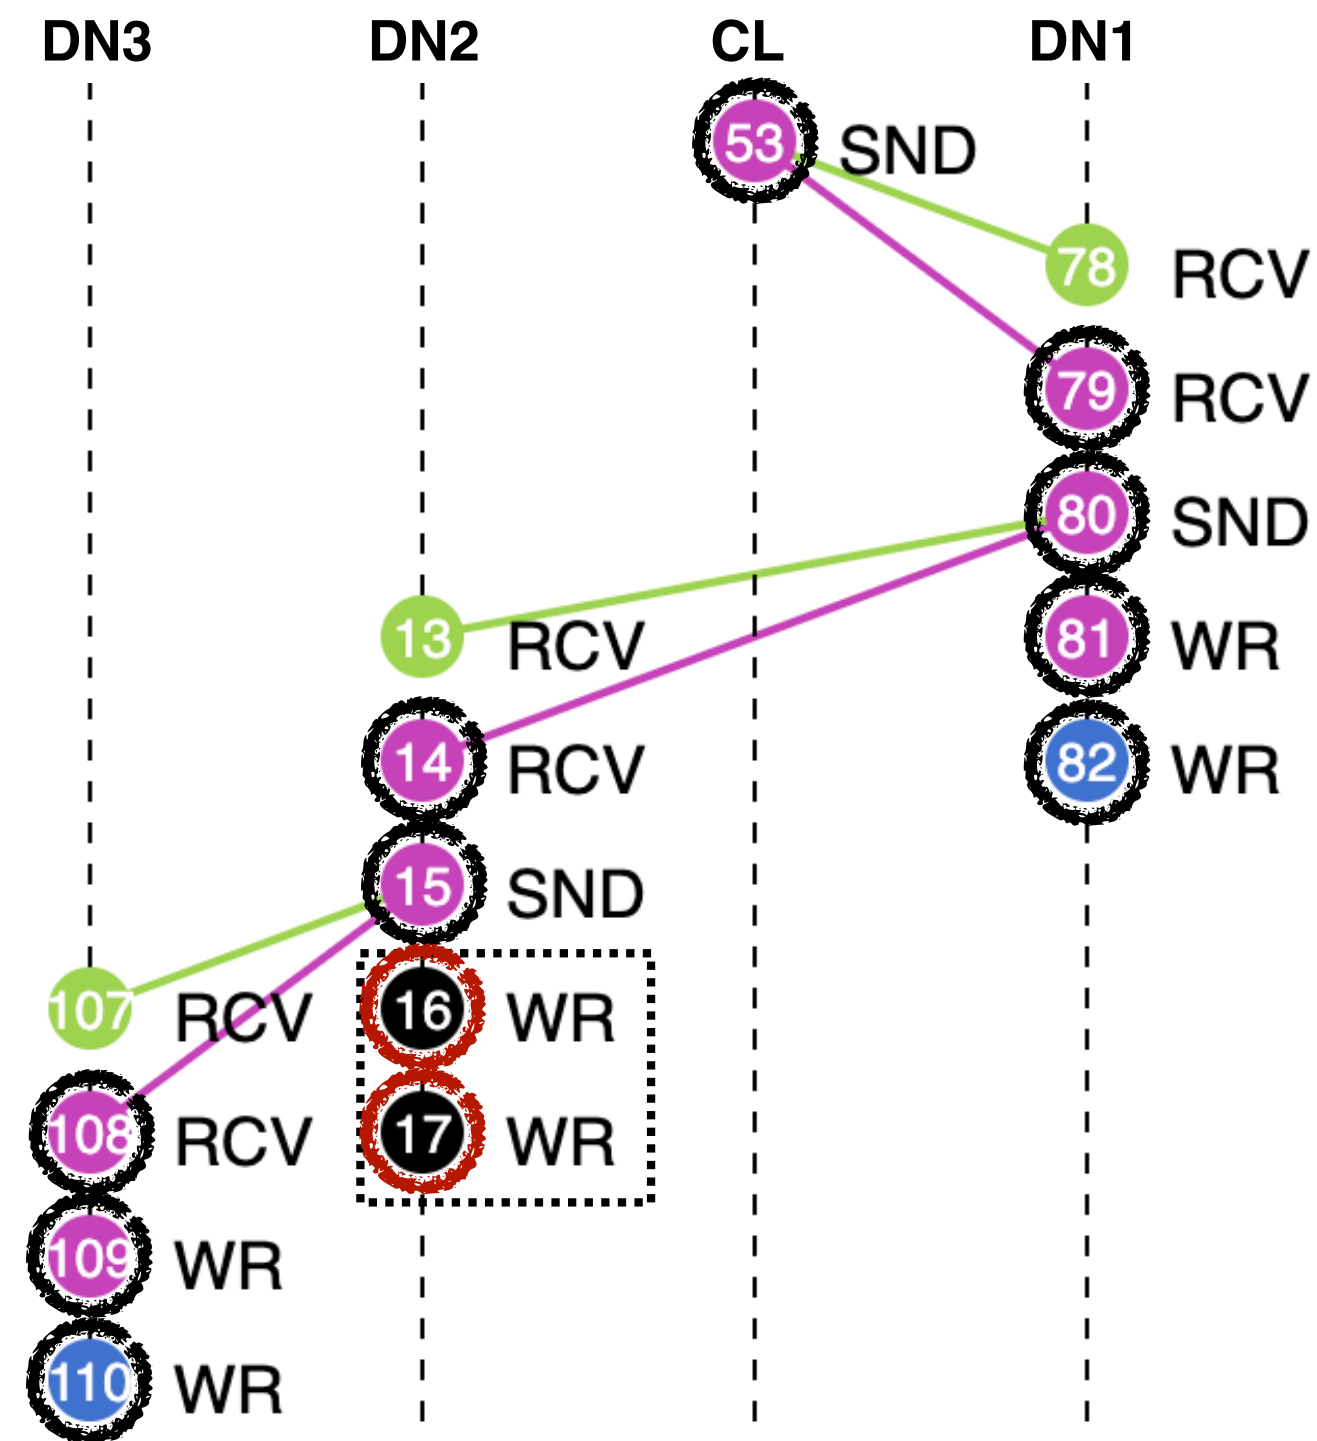 DN3 DN2 CL DN1
53 SND
78 RCV
79 RCV
80 SND
13 RCV 81 WR
14 RCV 82 WR
15 SND
107 RCV 16 WR
108 RCV 17 WR
109 WR
110 WR